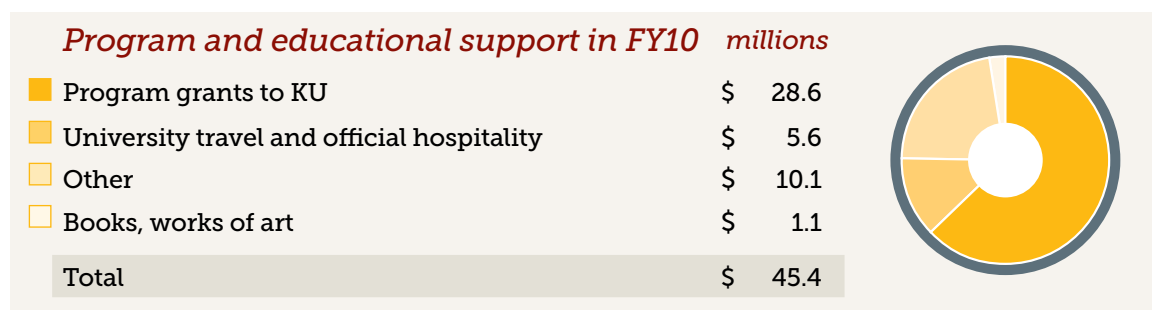 Program and educational support in FY10 millions
Program grants to KU $ 28.6
University travel and official hospitality $ 5.6
Other $ 10.1
Books, works of art $ 1.1
Total $ 45.4